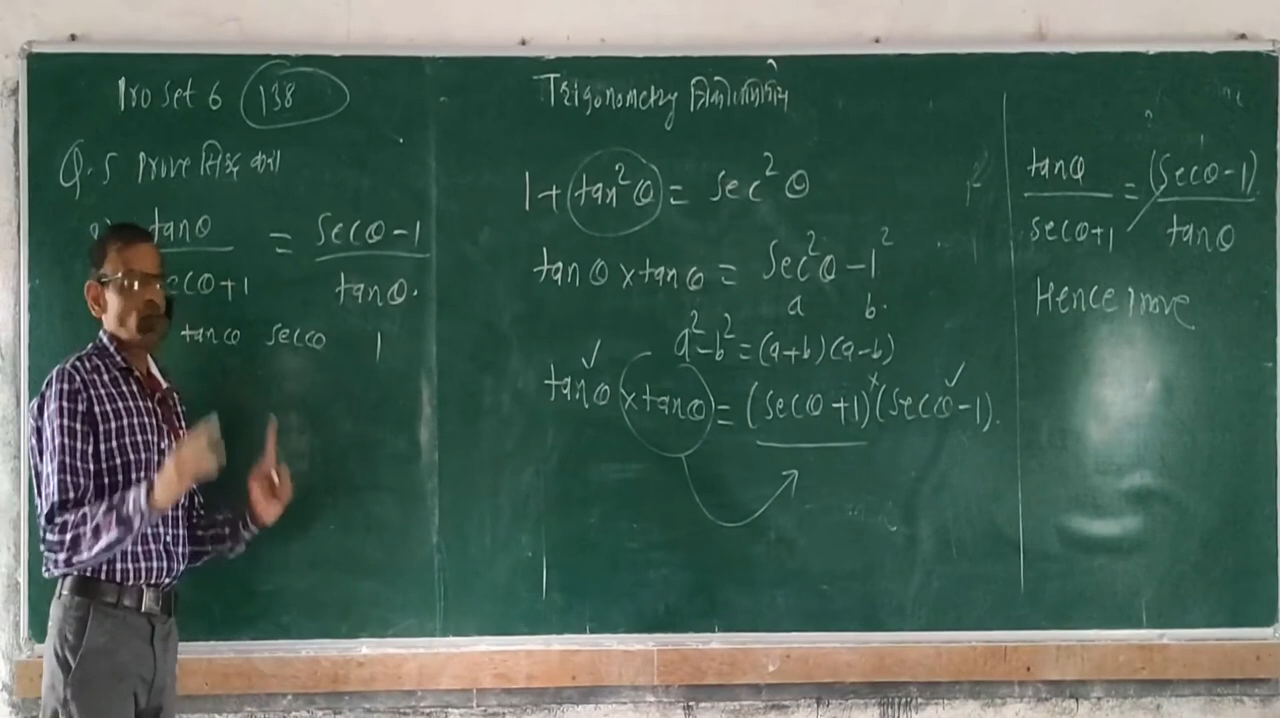 Pro Set 6 138
Q.5 Prove सिद्ध करा
tanθ / secθ+1 = secθ-1 / tanθ.
tanθ secθ 1
Trigonometry त्रिकोणमिती
1 + tan²θ = sec²θ
tanθ × tanθ = sec²θ - 1²
a b.
a²-b² = (a+b)(a-b)
tanθ × tanθ = (secθ+1)×(secθ-1).
tanθ / secθ+1 = (secθ-1) / tanθ
Hence prove